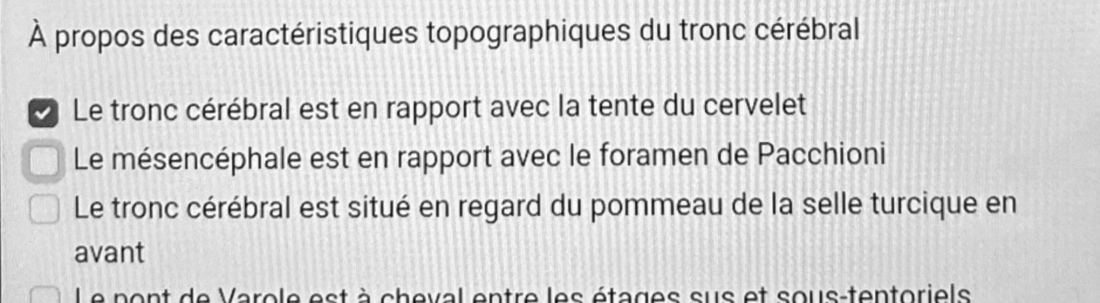 À propos des caractéristiques topographiques du tronc cérébral
Le tronc cérébral est en rapport avec la tente du cervelet
Le mésencéphale est en rapport avec le foramen de Pacchioni
Le tronc cérébral est situé en regard du pommeau de la selle turcique en
avant
Le pont de Varole est à cheval entre les étages sus et sous-tentoriels